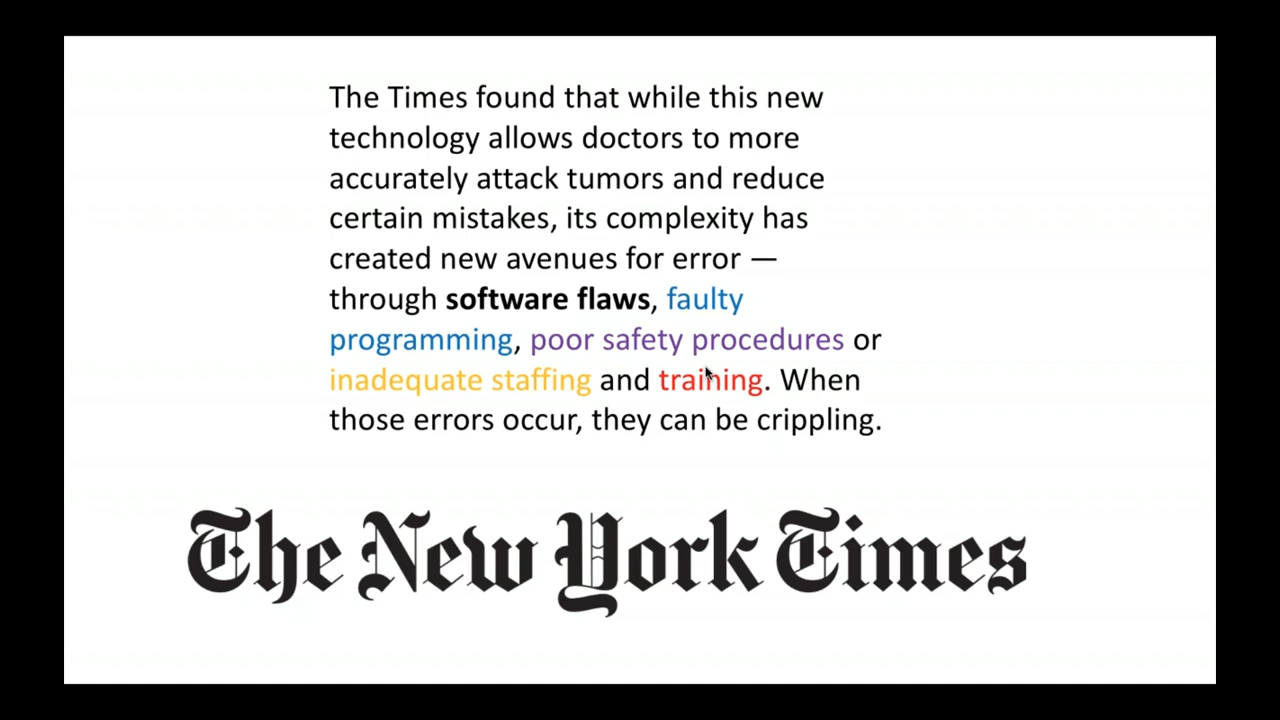 The Times found that while this new
technology allows doctors to more
accurately attack tumors and reduce
certain mistakes, its complexity has
created new avenues for error —
through software flaws, faulty
programming, poor safety procedures or
inadequate staffing and training. When
those errors occur, they can be crippling.
The New York Times